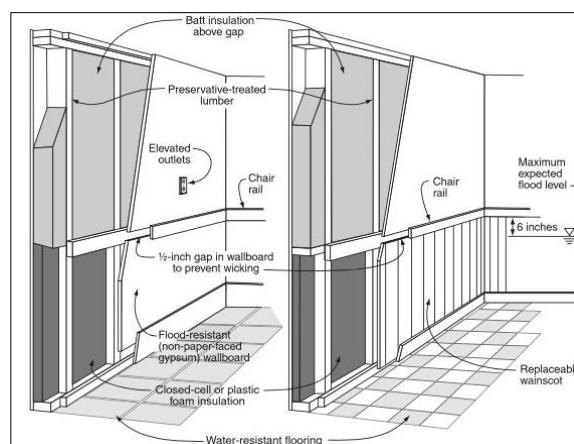 Batt insulation
above gap
Preservative-treated
lumber
Elevated
outlets
Chair
rail
Maximum
expected
flood level
Chair
rail
6 inches
½-inch gap in wallboard
to prevent wicking
Flood-resistant
(non-paper-faced
gypsum) wallboard
Closed-cell or plastic
foam insulation
Replaceable
wainscot
Water-resistant flooring